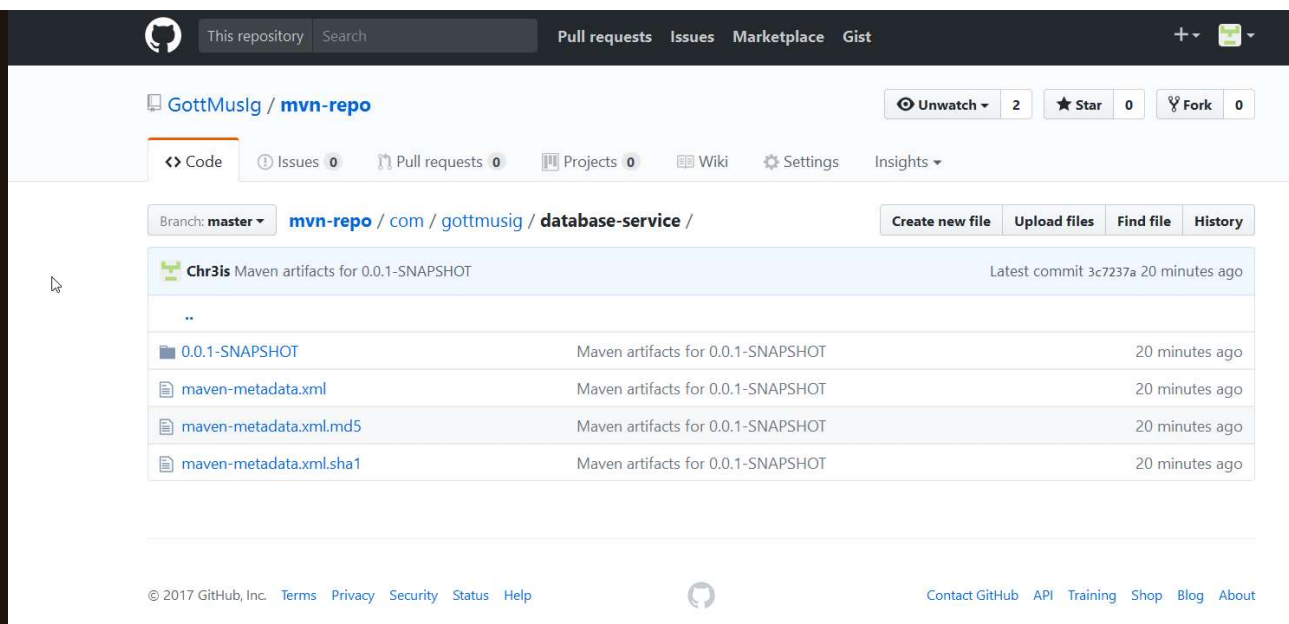 This repository Search Pull requests Issues Marketplace Gist
GottMusIg / mvn-repo Unwatch 2 Star 0 Fork 0
Code Issues 0 Pull requests 0 Projects 0 Wiki Settings Insights
Branch: master mvn-repo / com / gottmusig / database-service / Create new file Upload files Find file History
Chr3is Maven artifacts for 0.0.1-SNAPSHOT Latest commit 3c7237a 20 minutes ago
..
0.0.1-SNAPSHOT Maven artifacts for 0.0.1-SNAPSHOT 20 minutes ago
maven-metadata.xml Maven artifacts for 0.0.1-SNAPSHOT 20 minutes ago
maven-metadata.xml.md5 Maven artifacts for 0.0.1-SNAPSHOT 20 minutes ago
maven-metadata.xml.sha1 Maven artifacts for 0.0.1-SNAPSHOT 20 minutes ago
© 2017 GitHub, Inc. Terms Privacy Security Status Help Contact GitHub API Training Shop Blog About